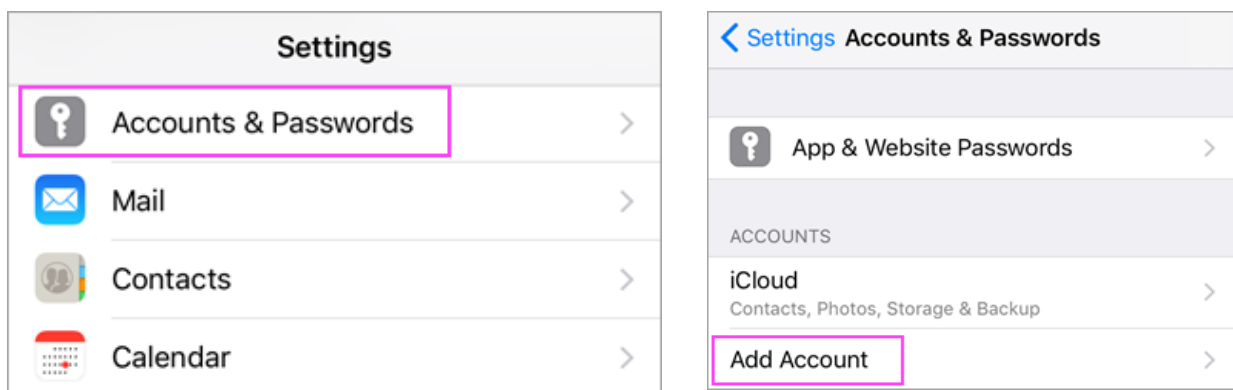 Settings
Accounts & Passwords
Mail
Contacts
Calendar
Settings Accounts & Passwords
App & Website Passwords
ACCOUNTS
iCloud
Contacts, Photos, Storage & Backup
Add Account